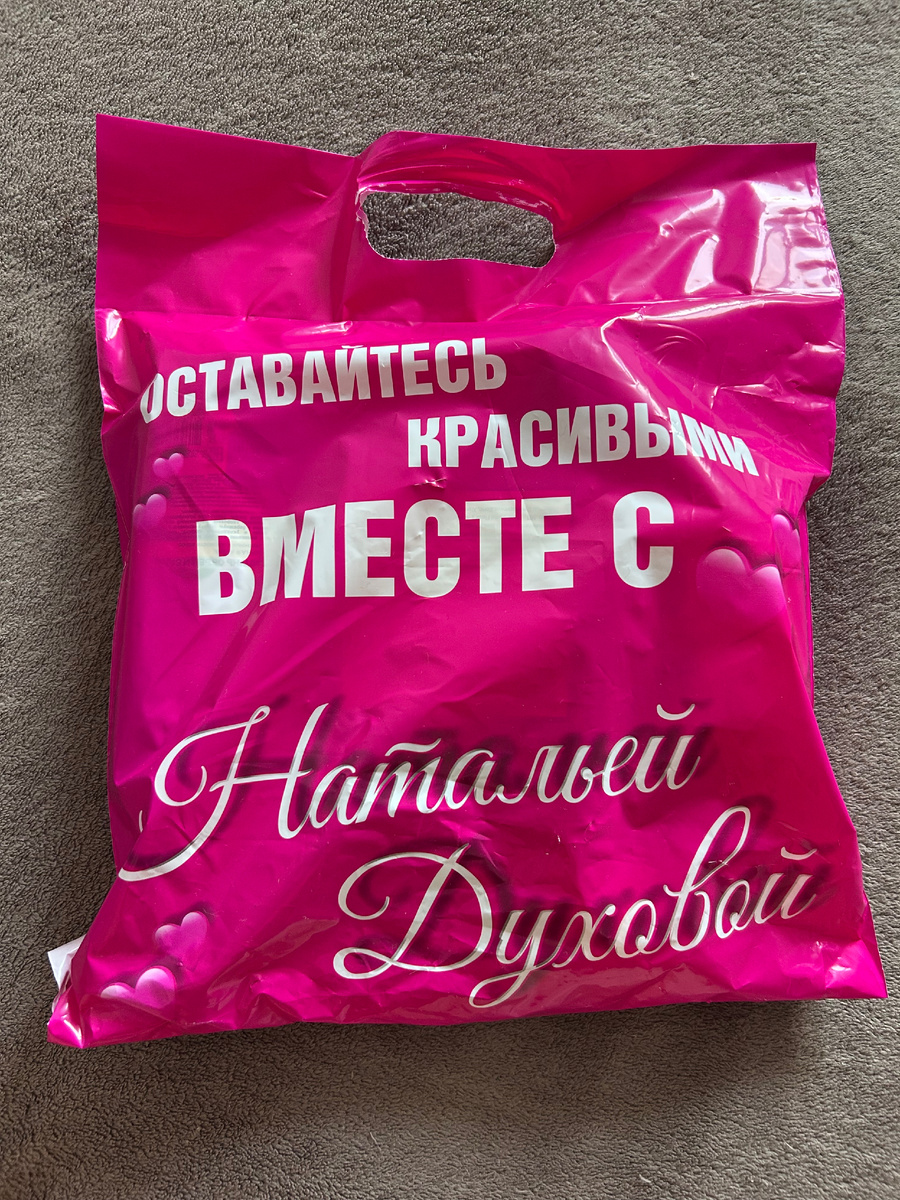 ОСТАВАЙТЕСЬ
КРАСИВЫМИ
ВМЕСТЕ С
Натальей
Духовой